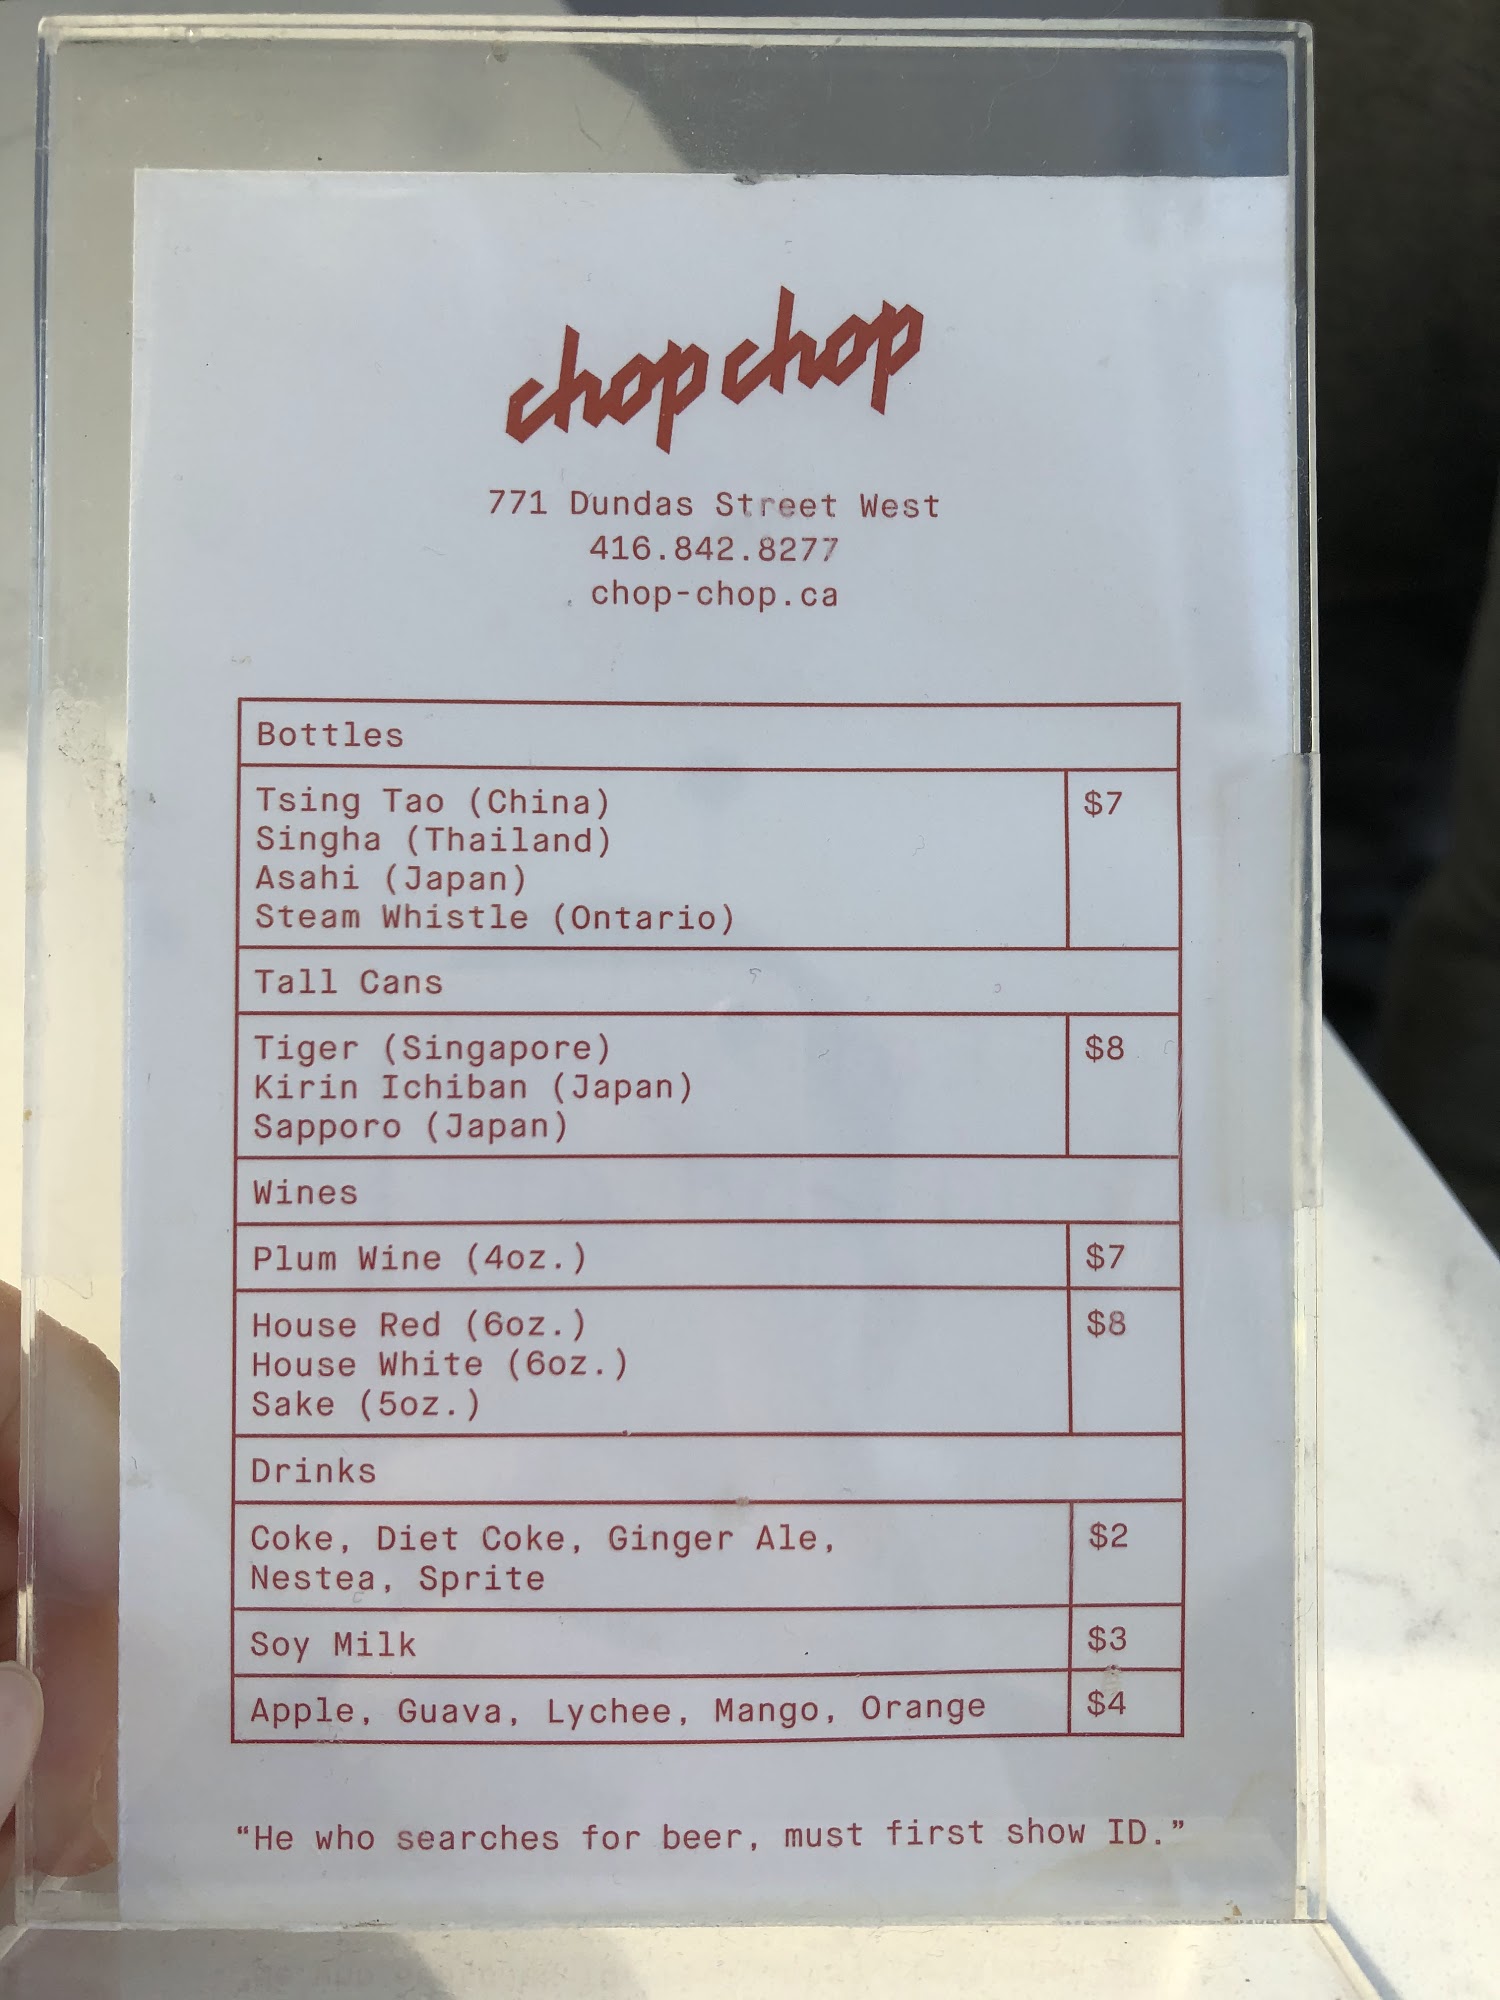 chop chop
771 Dundas Street West
416.842.8277
chop-chop.ca
Bottles
Tsing Tao (China) $7
Singha (Thailand)
Asahi (Japan)
Steam Whistle (Ontario)
Tall Cans
Tiger (Singapore) $8
Kirin Ichiban (Japan)
Sapporo (Japan)
Wines
Plum Wine (4oz.) $7
House Red (6oz.) $8
House White (6oz.)
Sake (5oz.)
Drinks
Coke, Diet Coke, Ginger Ale, $2
Nestea, Sprite
Soy Milk $3
Apple, Guava, Lychee, Mango, Orange $4
“He who searches for beer, must first show ID.”